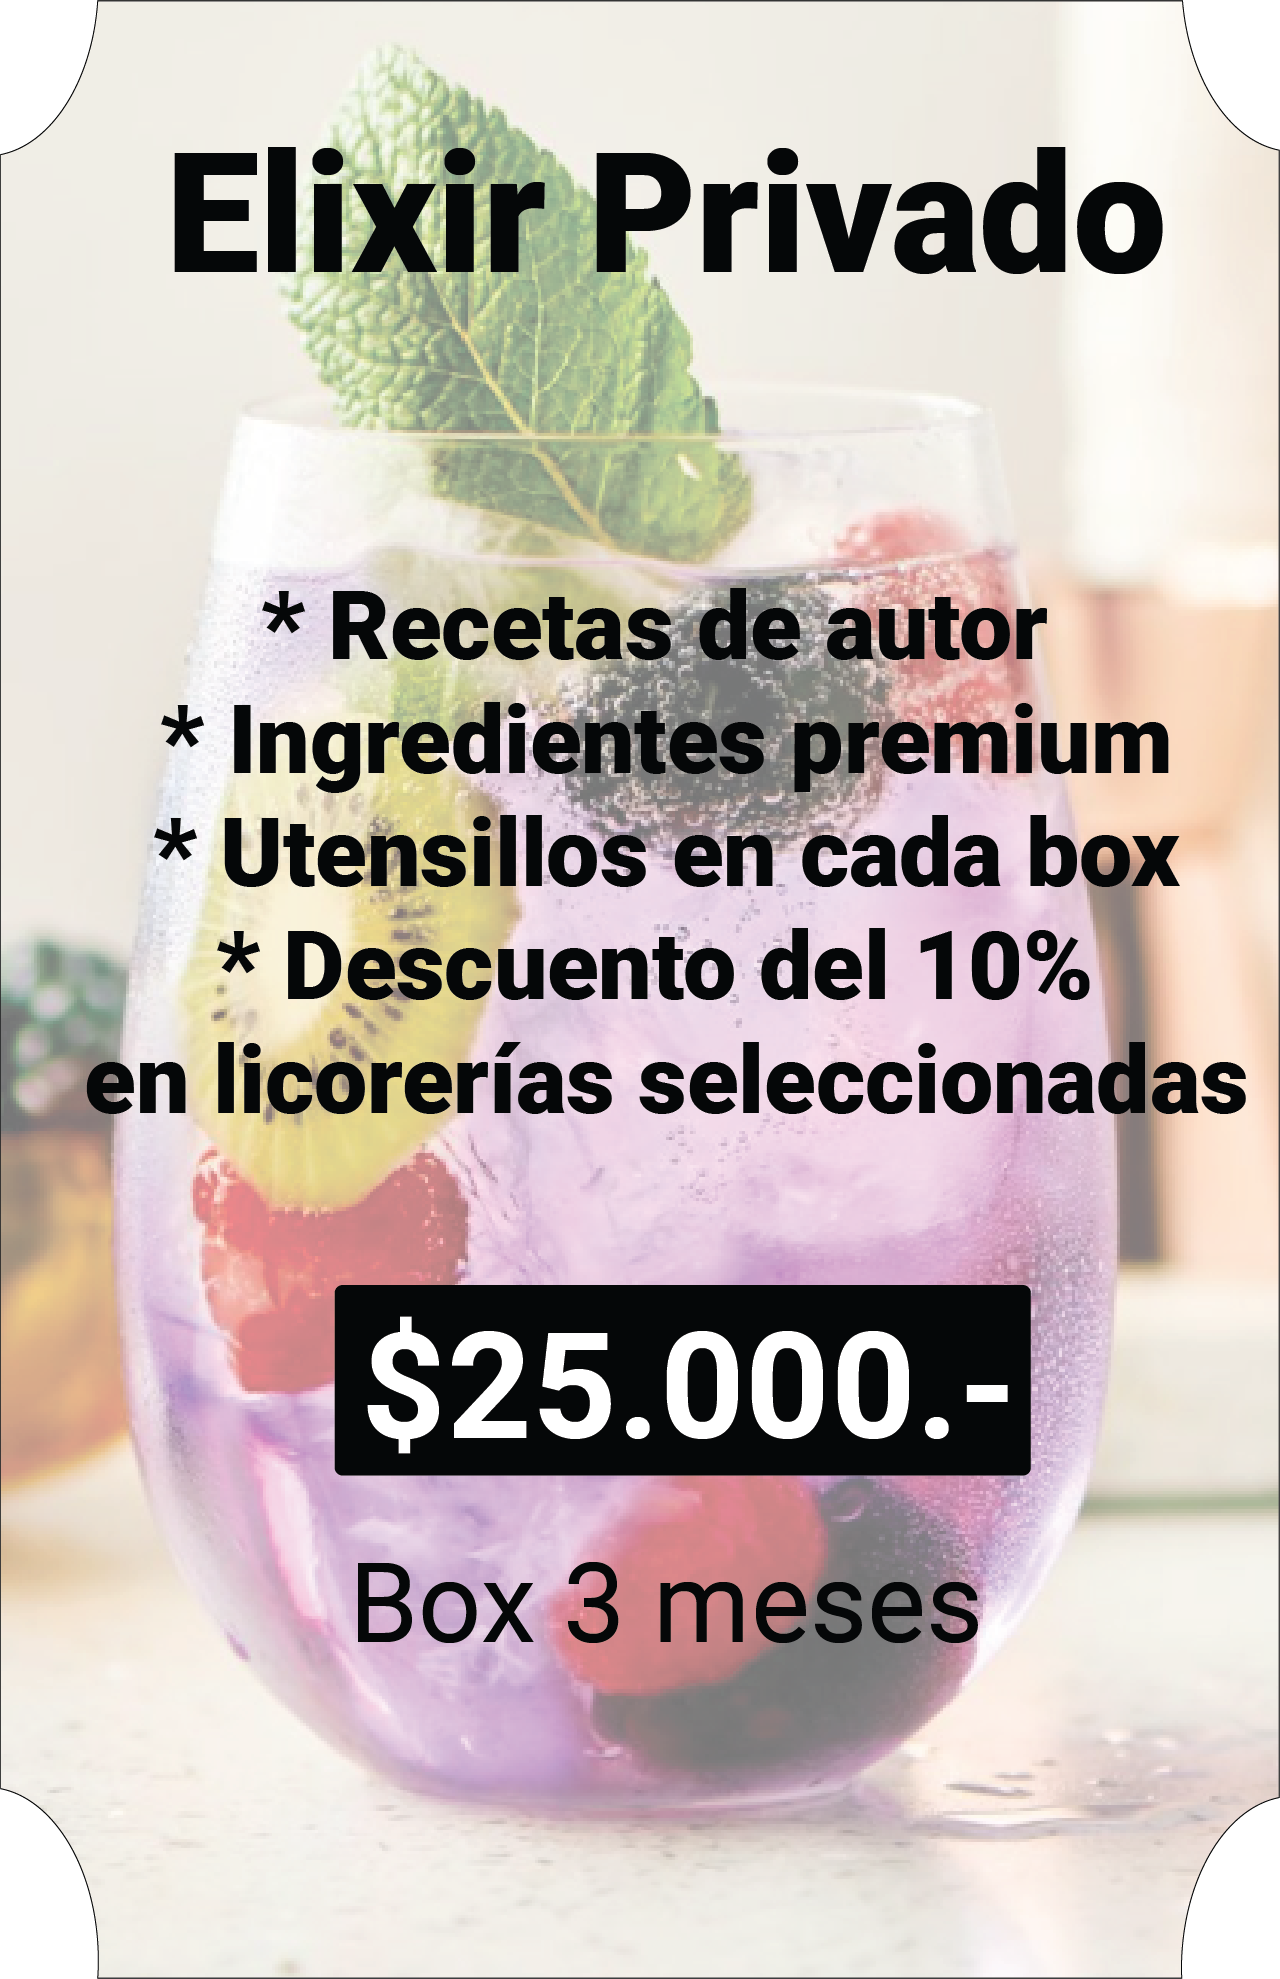 Elixir Privado
* Recetas de autor
* Ingredientes premium
* Utensillos en cada box
* Descuento del 10%
en licorerías seleccionadas
$25.000.-
Box 3 meses